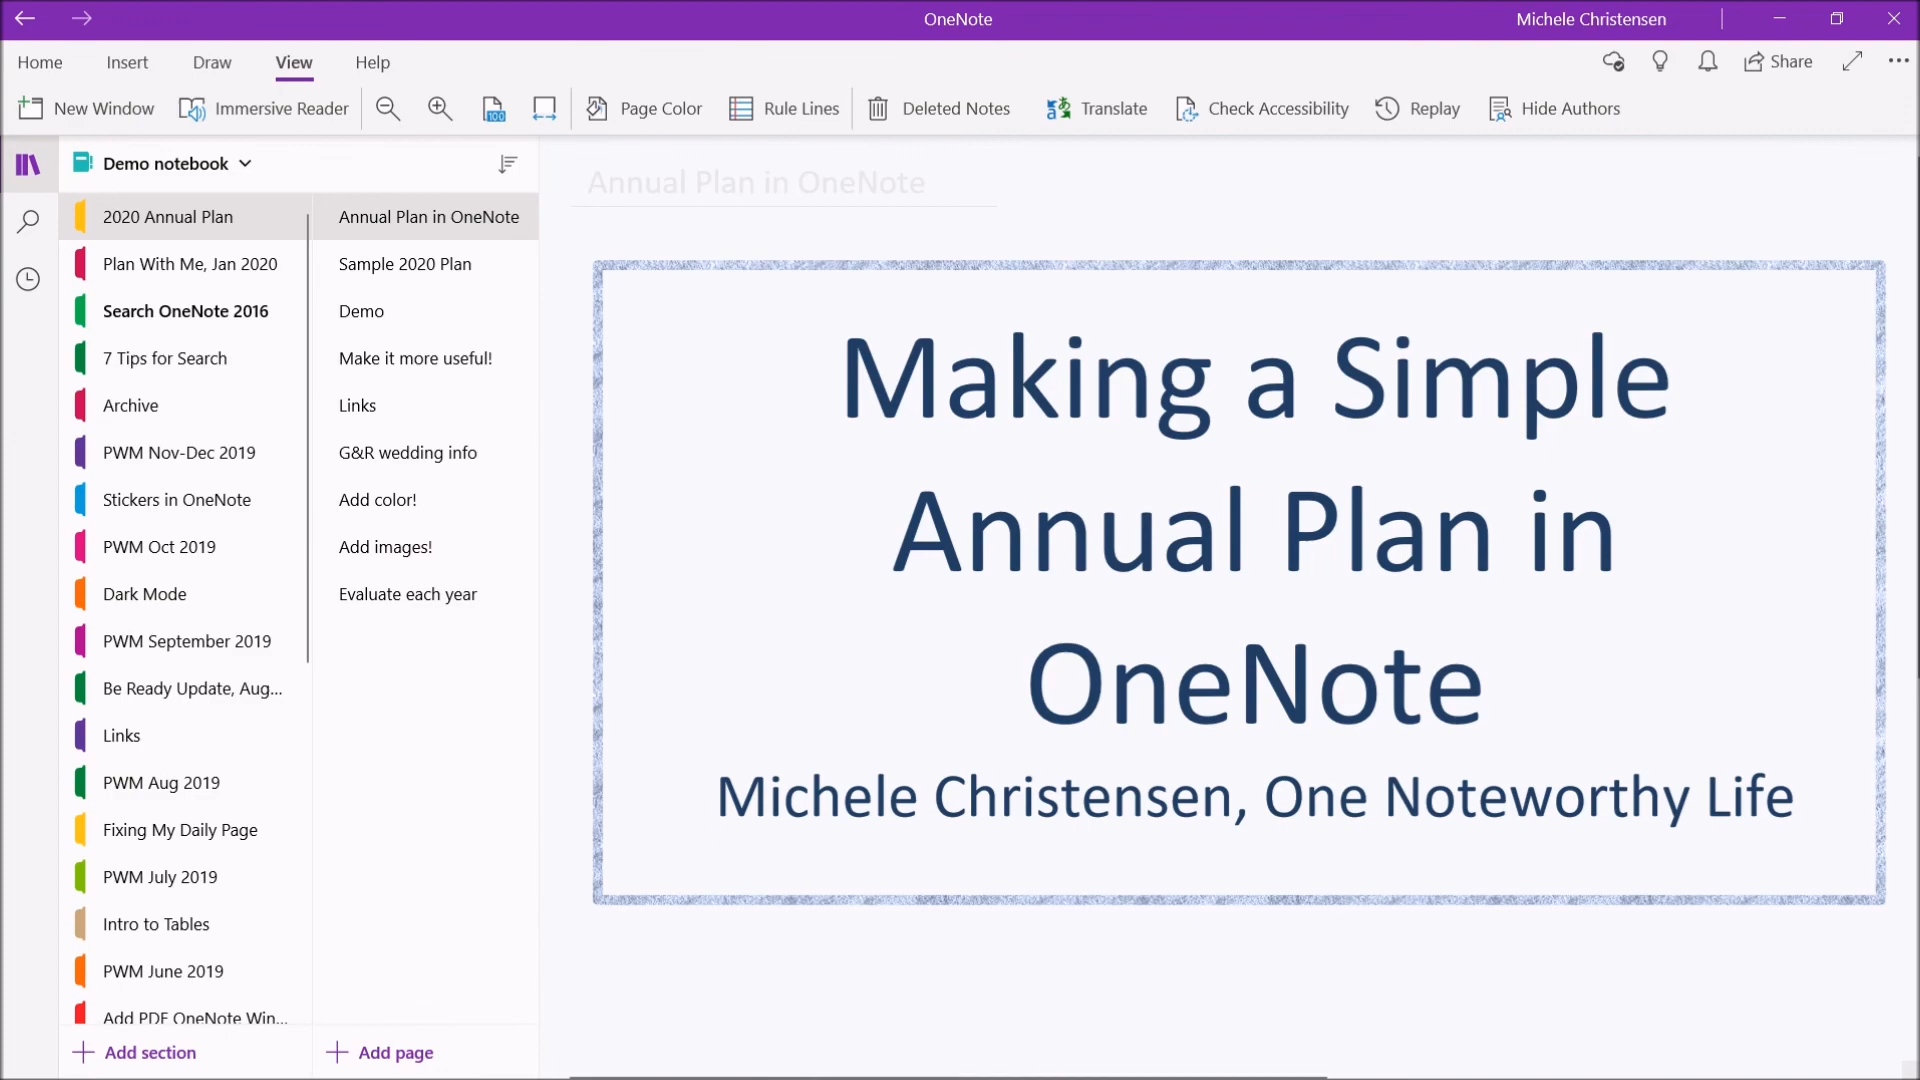 OneNote
Michele Christensen
Home Insert Draw View Help
Share
New Window Immersive Reader 100 Page Color Rule Lines Deleted Notes Translate Check Accessibility Replay Hide Authors
Demo notebook
2020 Annual Plan
Plan With Me, Jan 2020
Search OneNote 2016
7 Tips for Search
Archive
PWM Nov-Dec 2019
Stickers in OneNote
PWM Oct 2019
Dark Mode
PWM September 2019
Be Ready Update, Aug...
Links
PWM Aug 2019
Fixing My Daily Page
PWM July 2019
Intro to Tables
PWM June 2019
Add PDF OneNote Win...
Add section
Annual Plan in OneNote
Sample 2020 Plan
Demo
Make it more useful!
Links
G&R wedding info
Add color!
Add images!
Evaluate each year
Add page
Annual Plan in OneNote
Making a Simple
Annual Plan in
OneNote
Michele Christensen, One Noteworthy Life